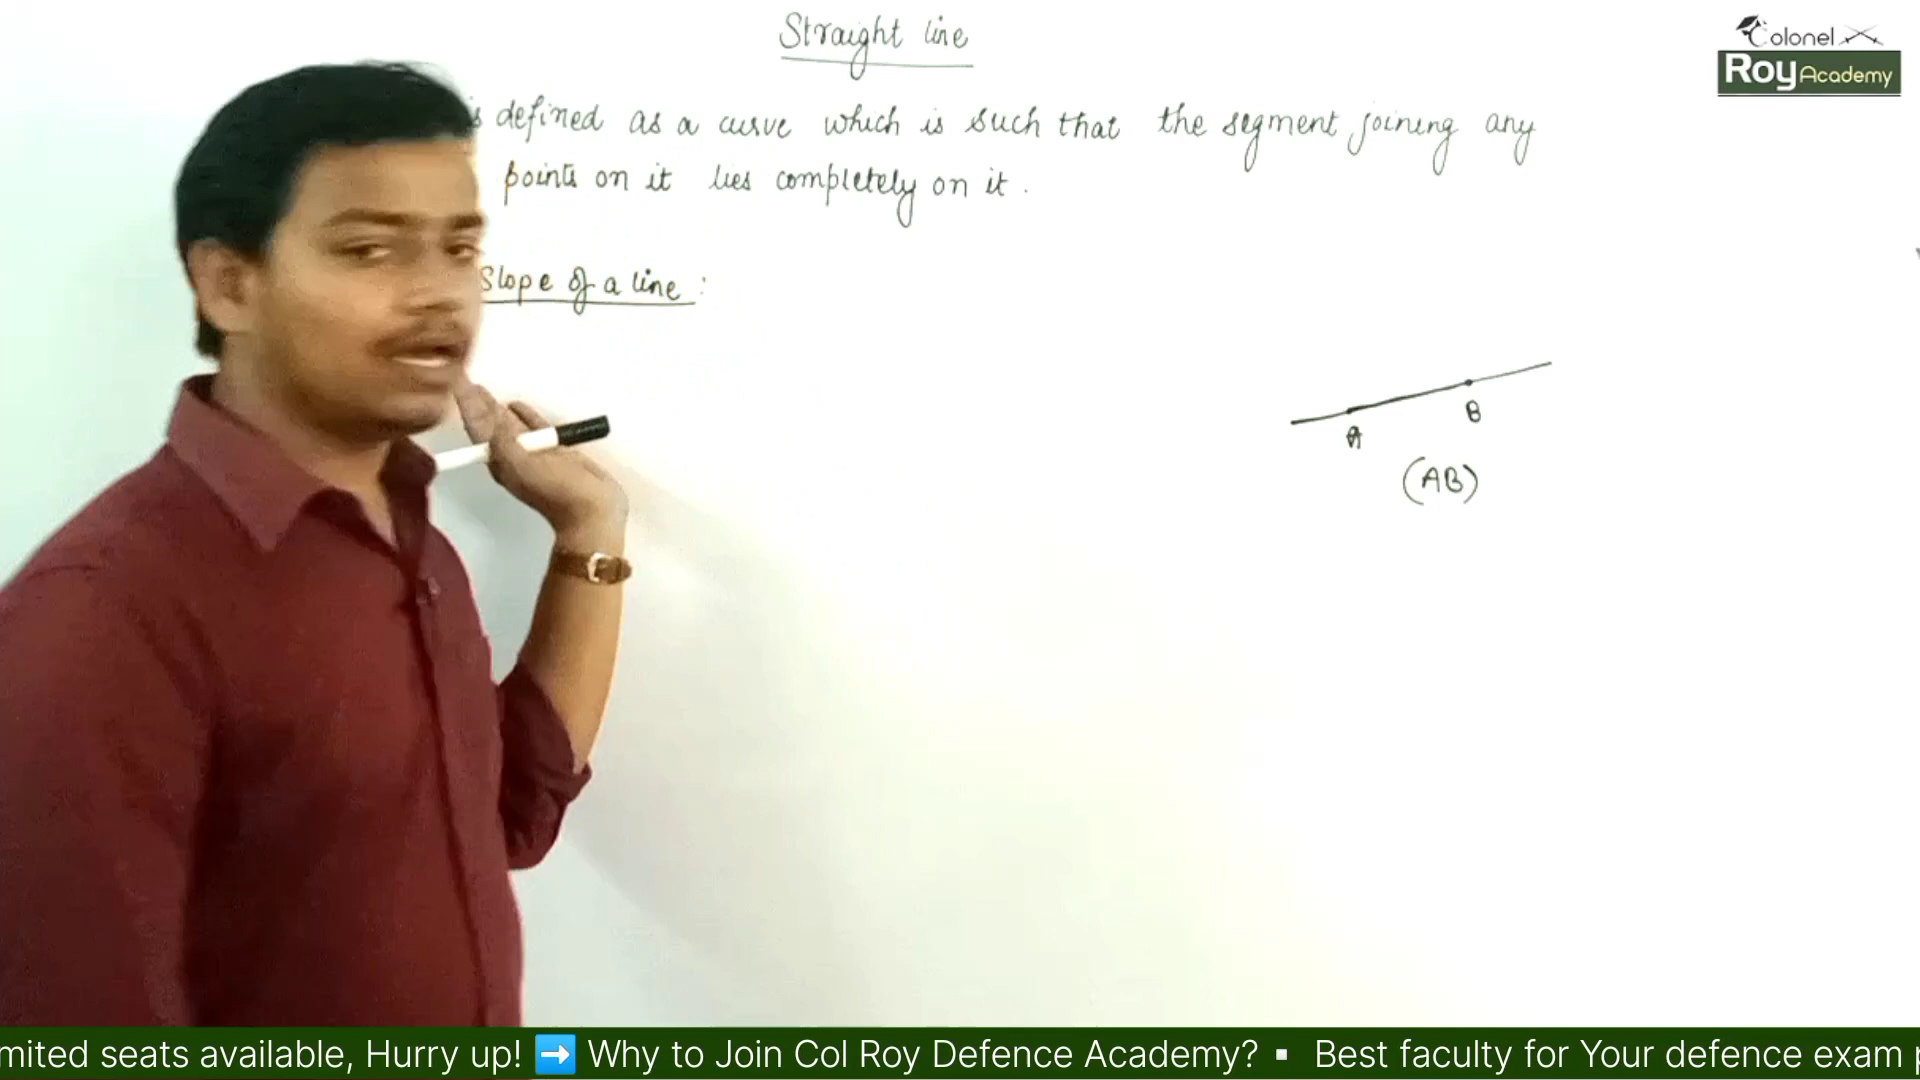 Straight line
Colonel
Roy Academy
is defined as a curve which is such that the segment joining any
points on it lies completely on it.
Slope of a line :
A
B
(AB)
mited seats available, Hurry up! ➡️ Why to Join Col Roy Defence Academy? ▪ Best faculty for Your defence exam p